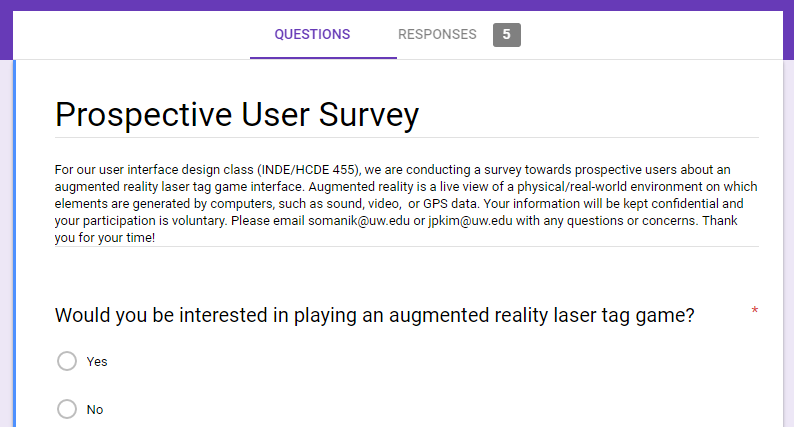 QUESTIONS RESPONSES 5
Prospective User Survey
For our user interface design class (INDE/HCDE 455), we are conducting a survey towards prospective users about an
augmented reality laser tag game interface. Augmented reality is a live view of a physical/real-world environment on which
elements are generated by computers, such as sound, video,  or GPS data. Your information will be kept confidential and
your participation is voluntary. Please email somanik@uw.edu or jpkim@uw.edu with any questions or concerns. Thank
you for your time!
Would you be interested in playing an augmented reality laser tag game? *
Yes
No